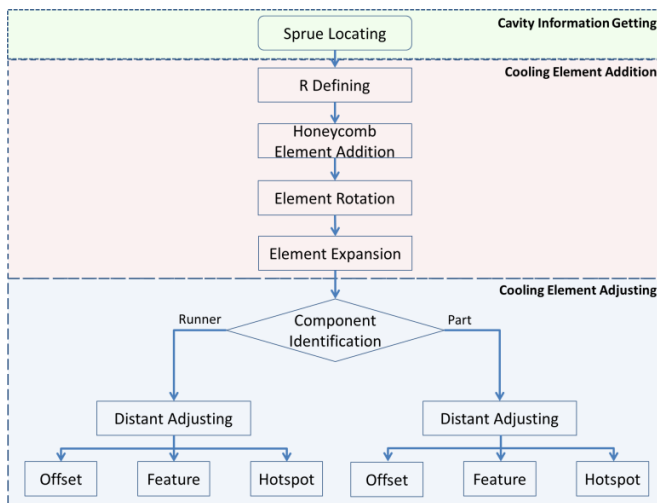 Cavity Information Getting
Sprue Locating
Cooling Element Addition
R Defining
Honeycomb
Element Addition
Element Rotation
Element Expansion
Cooling Element Adjusting
Runner
Component
Identification
Part
Distant Adjusting
Distant Adjusting
Offset
Feature
Hotspot
Offset
Feature
Hotspot